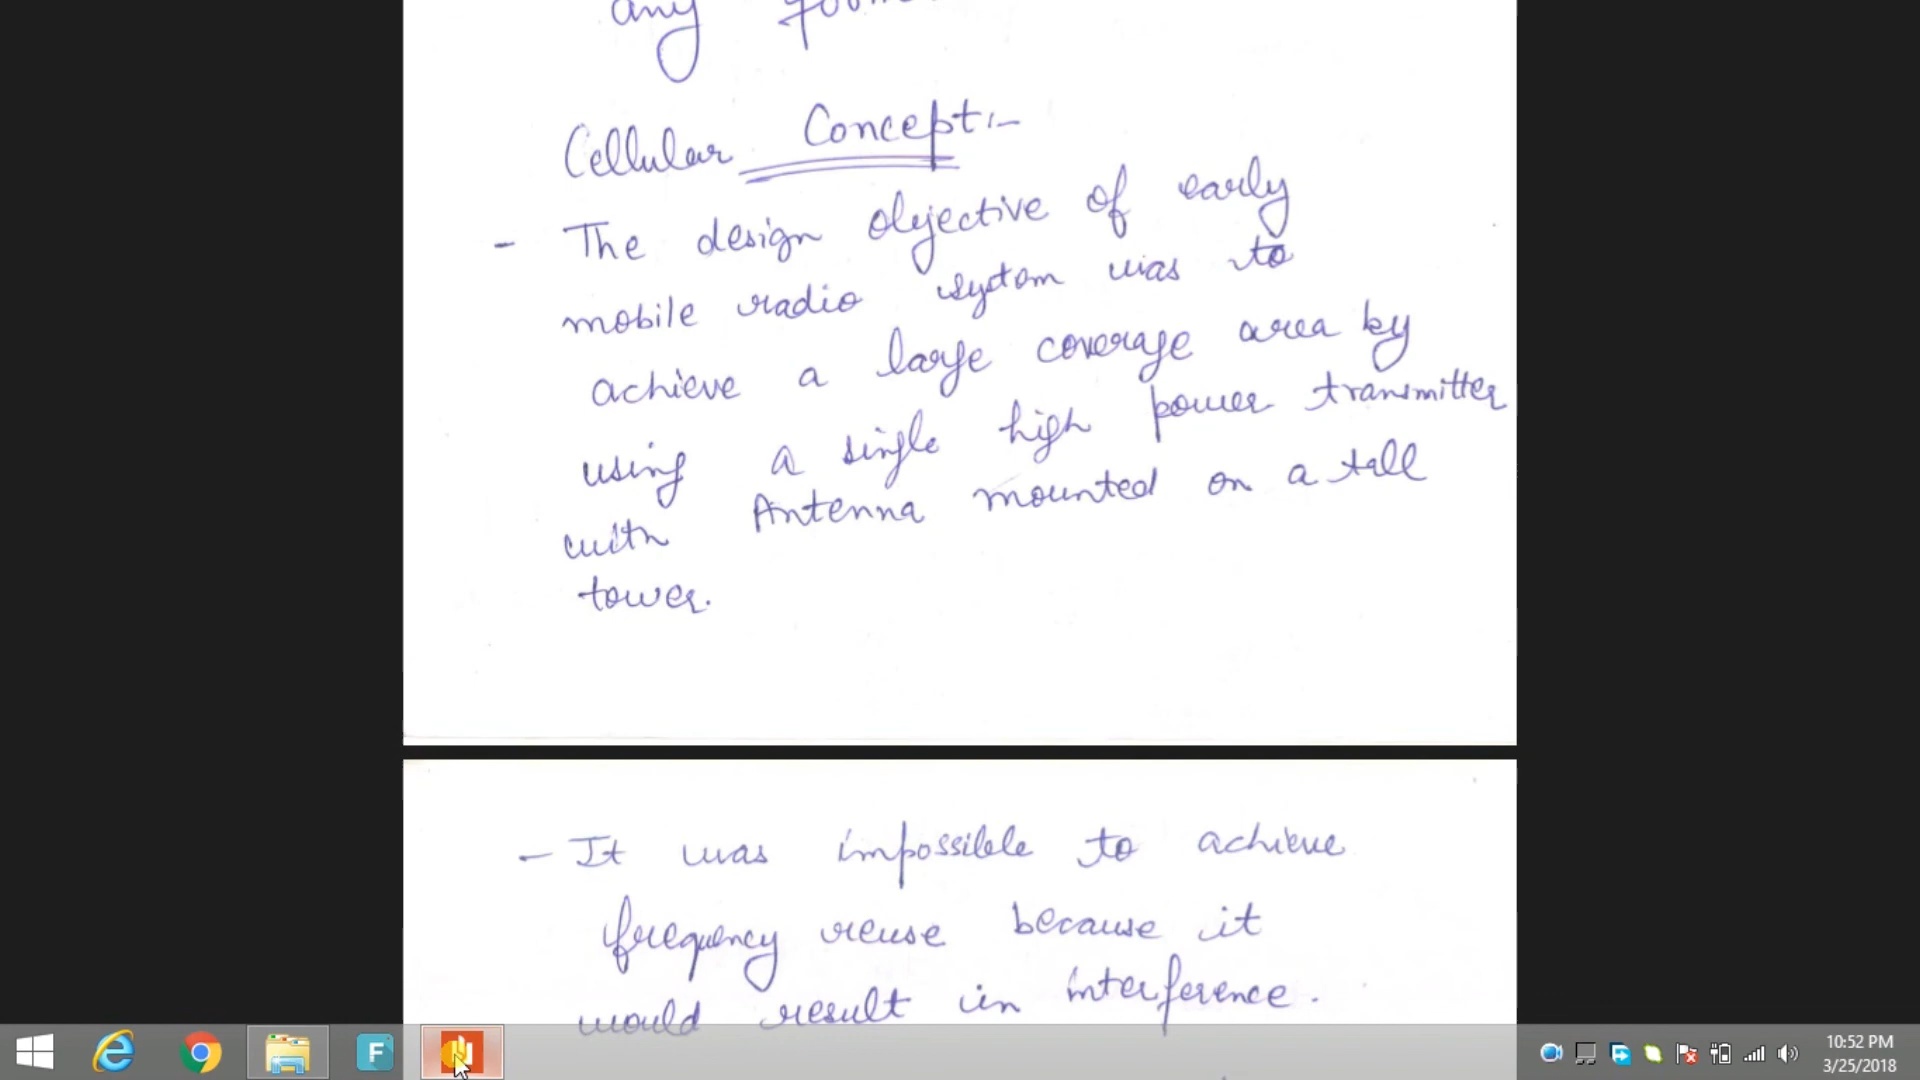 any
Cellular Concept:-
- The design objective of early
mobile radio system was to
achieve a large coverage area by
using a single high power transmitter
with Antenna mounted on a tall
tower.
- It was impossible to achieve
frequency reuse because it
would result in interference.
10:52 PM
3/25/2018